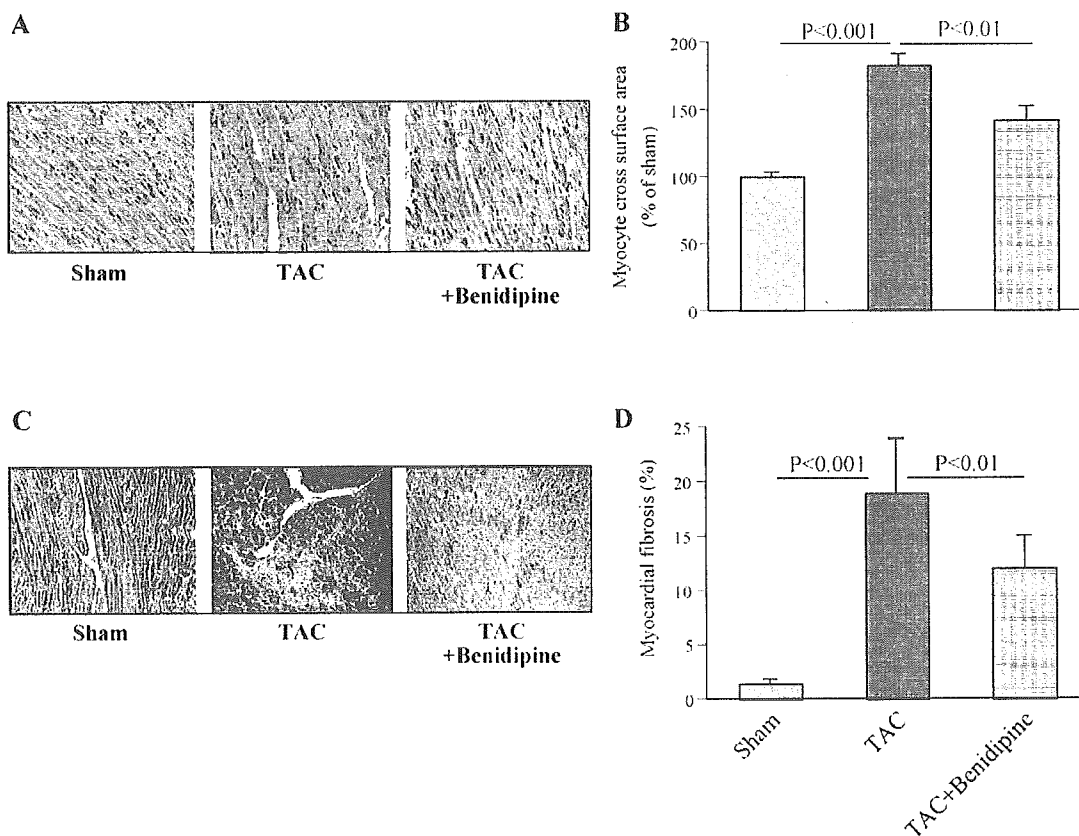 A
Sham
TAC
TAC
+Benidipine
B
Myocyte cross surface area
(% of sham)
200
150
100
50
0
P<0.001
P<0.01
C
Sham
TAC
TAC
+Benidipine
D
Myocardial fibrosis (%)
25
20
15
10
5
0
P<0.001
P<0.01
Sham
TAC
TAC+Benidipine